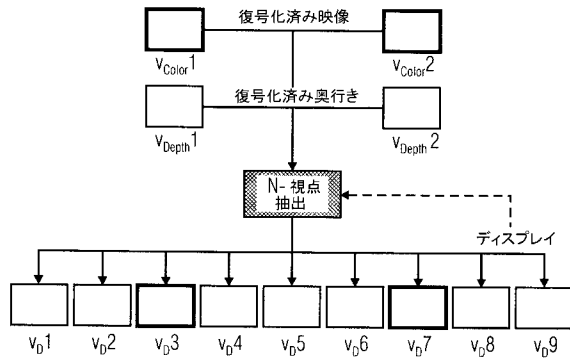 復号化済み映像
vColor1 vColor2
復号化済み奥行き
vDepth1 vDepth2
N- 視点
抽出
ディスプレイ
vD1 vD2 vD3 vD4 vD5 vD6 vD7 vD8 vD9